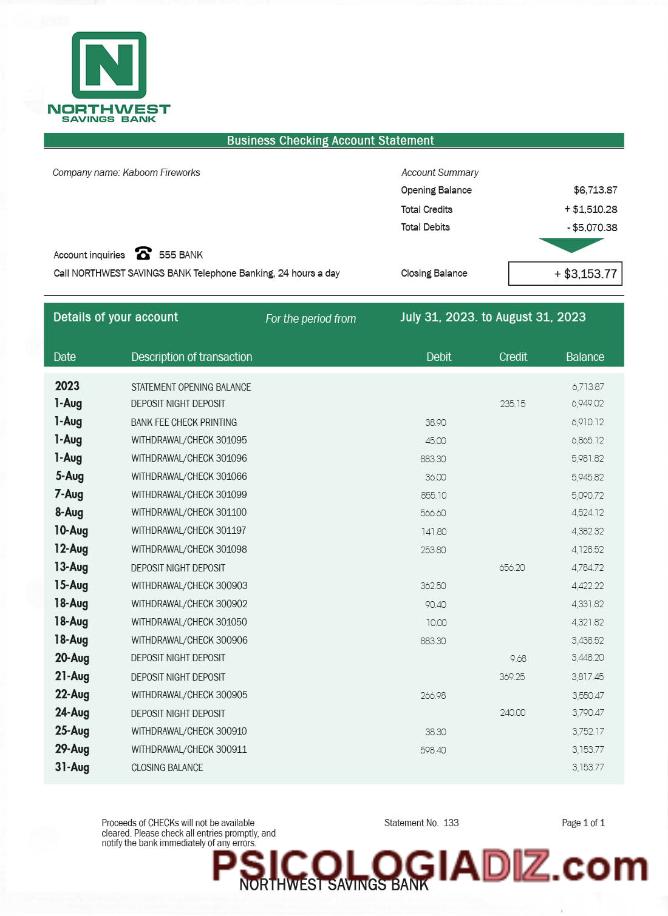 N
NORTHWEST
SAVINGS BANK
Business Checking Account Statement
Company name: Kaboom Fireworks
Account Summary
Opening Balance $6,713.87
Total Credits + $1,510.28
Total Debits - $5,070.38
Account inquiries 555 BANK
Call NORTHWEST SAVINGS BANK Telephone Banking, 24 hours a day
Closing Balance + $3,153.77
Details of your account For the period from July 31, 2023. to August 31, 2023
Date Description of transaction Debit Credit Balance
2023 STATEMENT OPENING BALANCE 6,713.87
1-Aug DEPOSIT NIGHT DEPOSIT 235.15 6,949.02
1-Aug BANK FEE CHECK PRINTING 38.90 6,910.12
1-Aug WITHDRAWAL/CHECK 301095 45.00 6,865.12
1-Aug WITHDRAWAL/CHECK 301096 883.30 5,981.82
5-Aug WITHDRAWAL/CHECK 301066 36.00 5,945.82
7-Aug WITHDRAWAL/CHECK 301099 855.10 5,090.72
8-Aug WITHDRAWAL/CHECK 301100 566.60 4,524.12
10-Aug WITHDRAWAL/CHECK 301197 141.80 4,382.32
12-Aug WITHDRAWAL/CHECK 301098 253.80 4,128.52
13-Aug DEPOSIT NIGHT DEPOSIT 656.20 4,784.72
15-Aug WITHDRAWAL/CHECK 300903 362.50 4,422.22
18-Aug WITHDRAWAL/CHECK 300902 90.40 4,331.82
18-Aug WITHDRAWAL/CHECK 301050 10.00 4,321.82
18-Aug WITHDRAWAL/CHECK 300906 883.30 3,438.52
20-Aug DEPOSIT NIGHT DEPOSIT 9.68 3,448.20
21-Aug DEPOSIT NIGHT DEPOSIT 369.25 3,817.45
22-Aug WITHDRAWAL/CHECK 300905 266.98 3,550.47
24-Aug DEPOSIT NIGHT DEPOSIT 240.00 3,790.47
25-Aug WITHDRAWAL/CHECK 300910 38.30 3,752.17
29-Aug WITHDRAWAL/CHECK 300911 598.40 3,153.77
31-Aug CLOSING BALANCE 3,153.77
Proceeds of CHECKs will not be available
cleared. Please check all entries promptly, and
notify the bank immediately of any errors.
Statement No. 133
Page 1 of 1
PSICOLOGIADIZ.com
NORTHWEST SAVINGS BANK